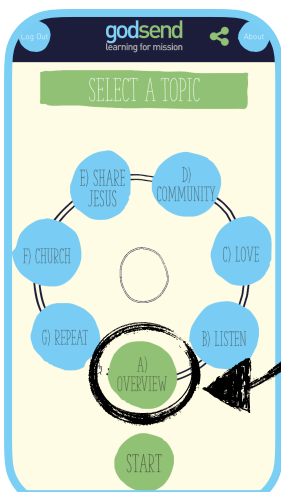 Log Out
godsend
About
learning for mission
SELECT A TOPIC
E) SHARE
JESUS
D)
COMMUNITY
F) CHURCH
C) LOVE
G) REPEAT
B) LISTEN
A)
OVERVIEW
START